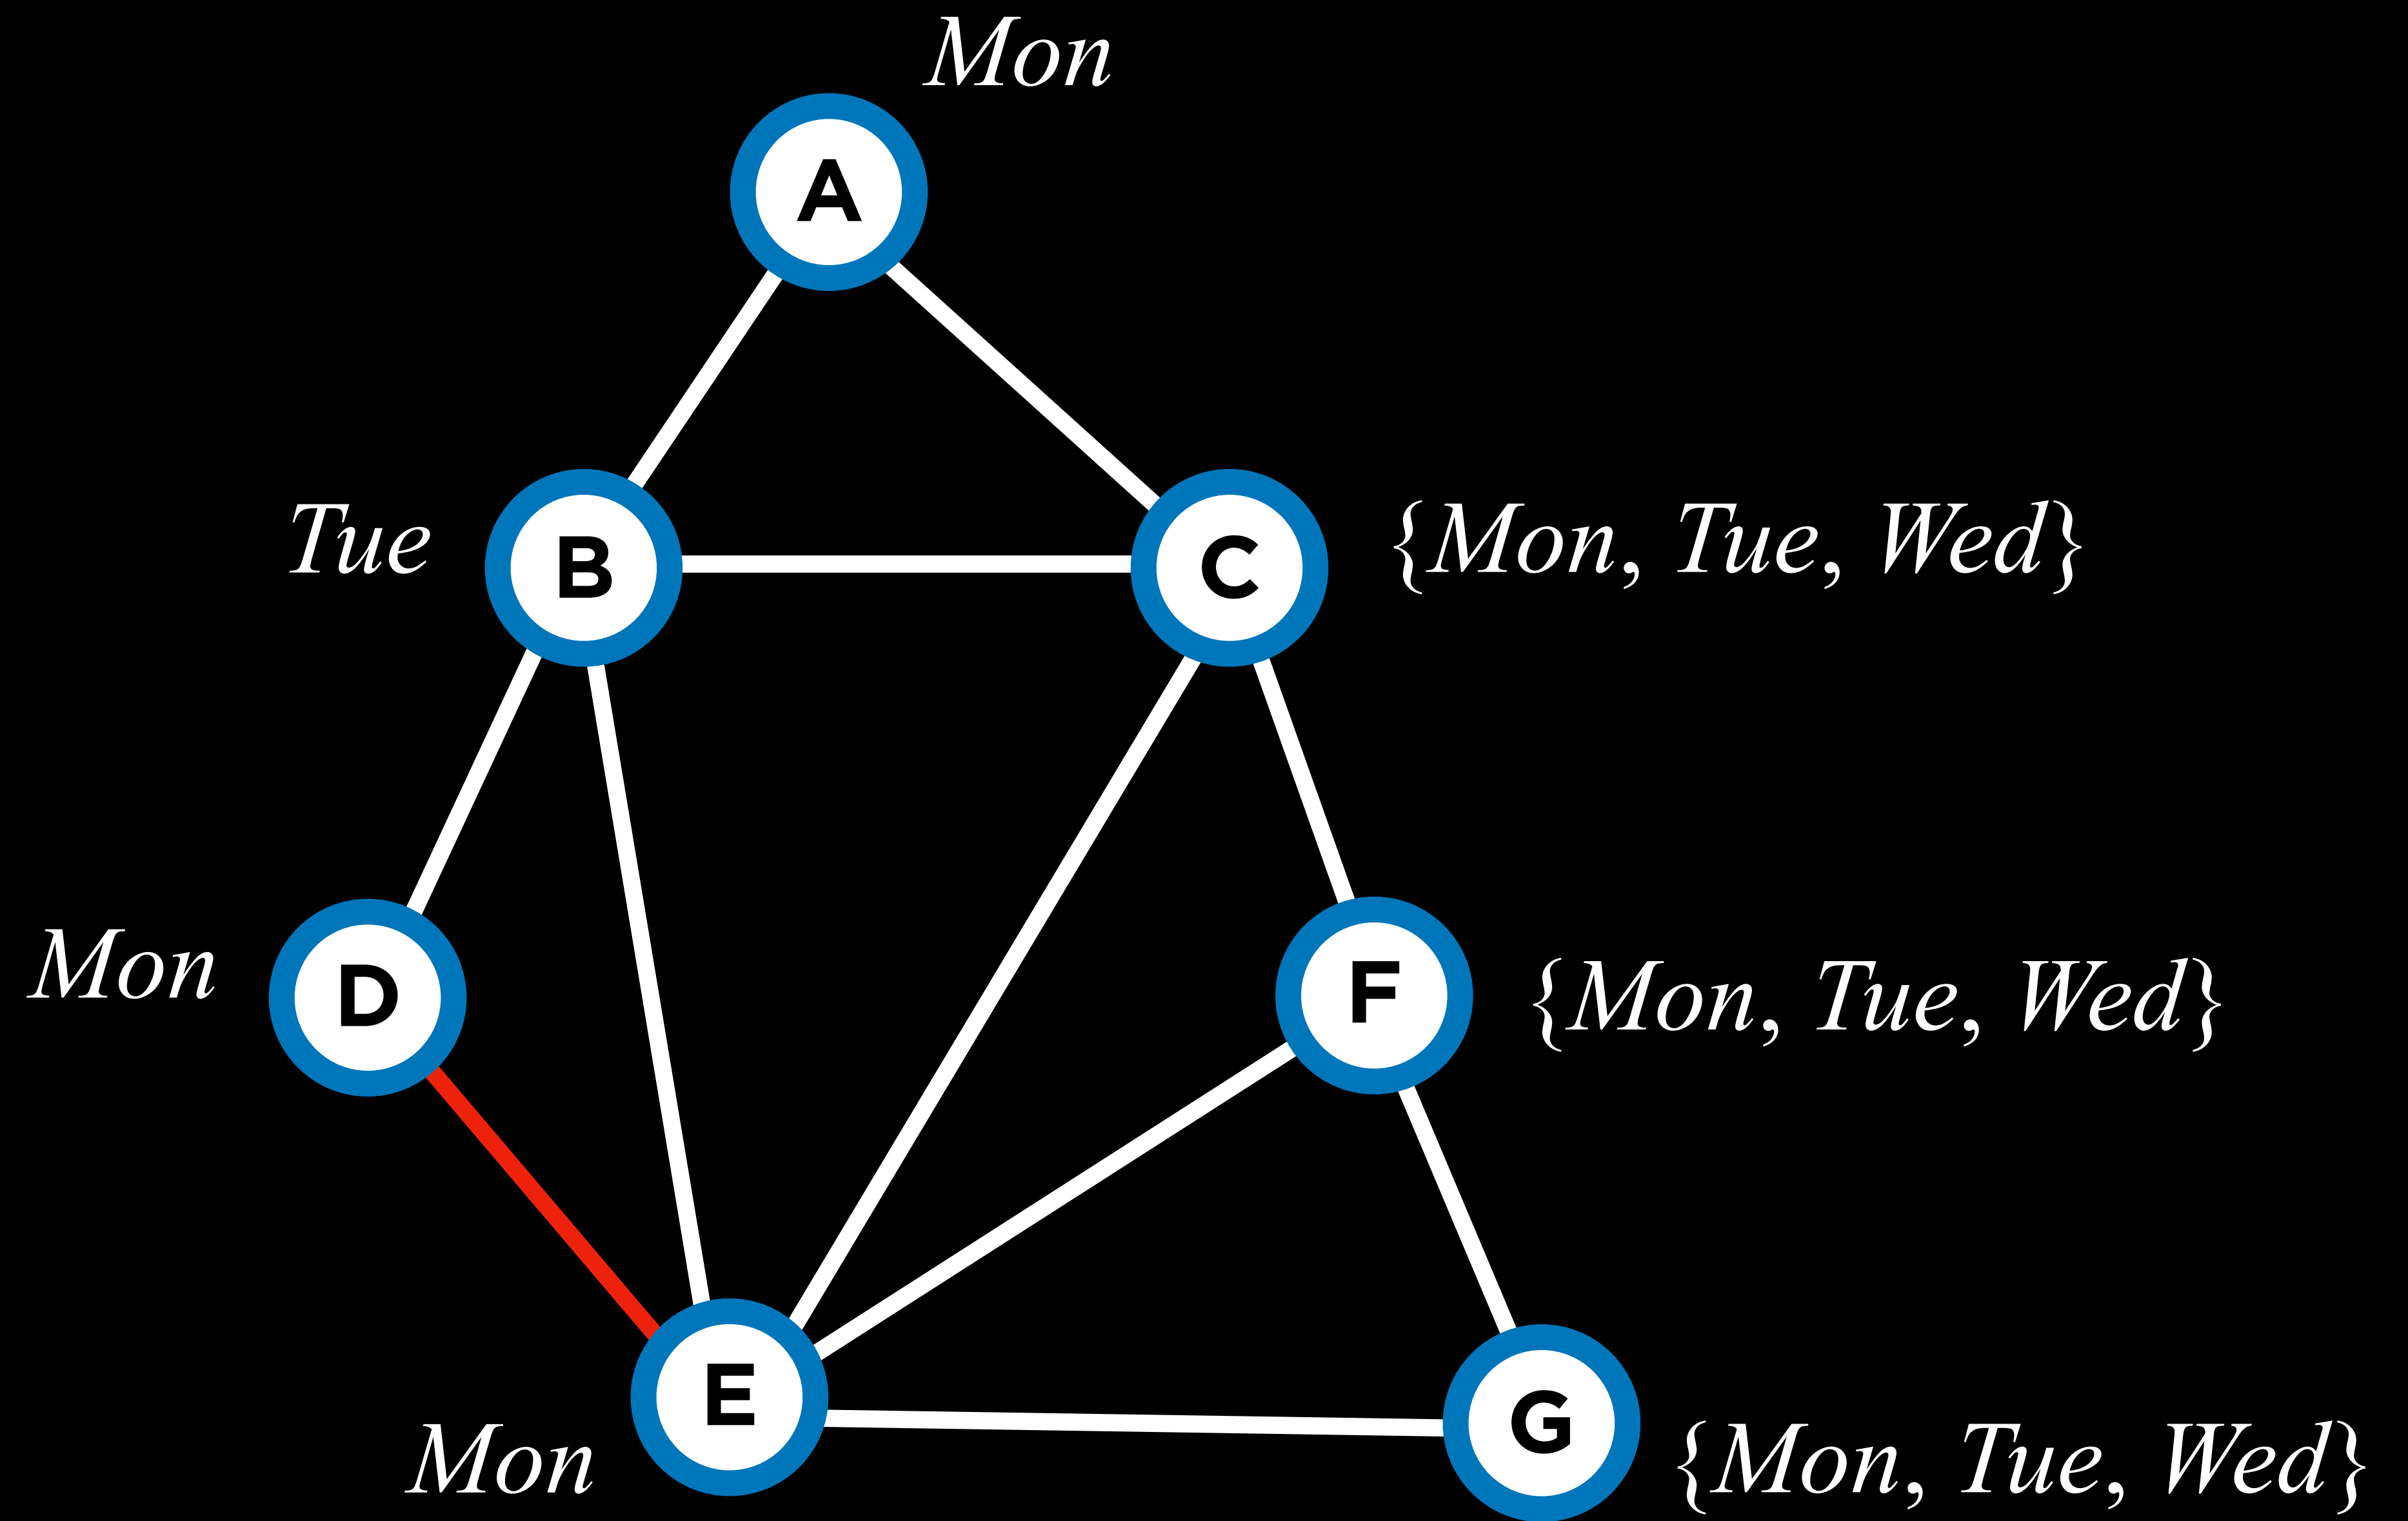 Mon
A
Tue B C {Mon, Tue, Wed}
Mon D F {Mon, Tue, Wed}
E
G
Mon {Mon, Tue, Wed}